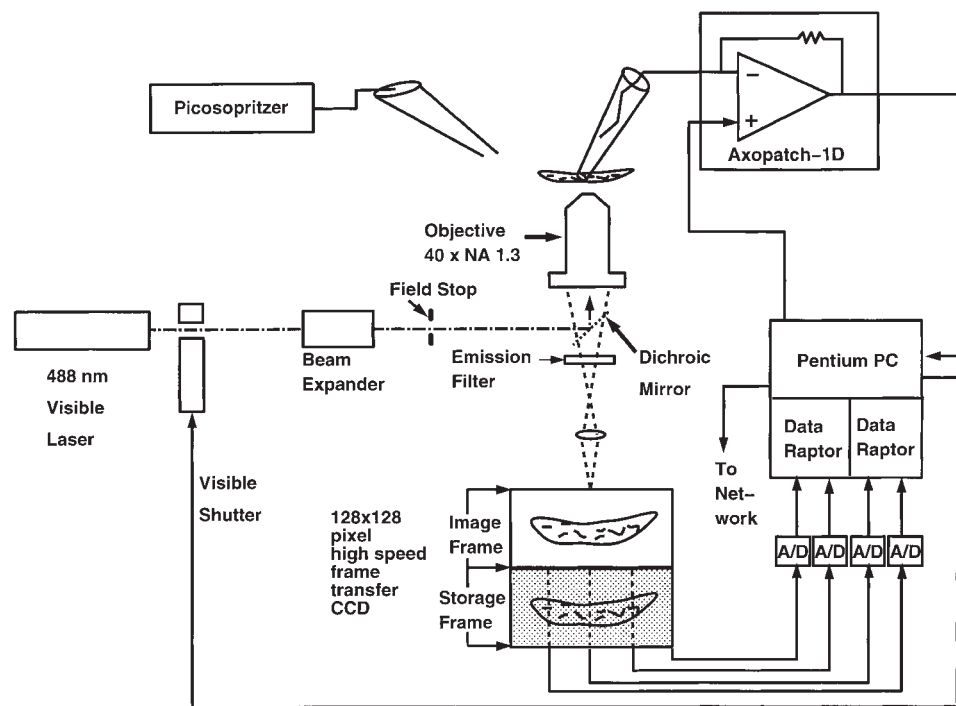 Picosopritzer
−
+
Axopatch−1D
Objective
40 x NA 1.3
Field Stop
488 nm
Visible
Laser
Beam
Expander
Emission
Filter
Dichroic
Mirror
Pentium PC
Data
Raptor
Data
Raptor
To
Net−
work
Visible
Shutter
128x128
pixel
high speed
frame
transfer
CCD
Image
Frame
Storage
Frame
A/D
A/D
A/D
A/D